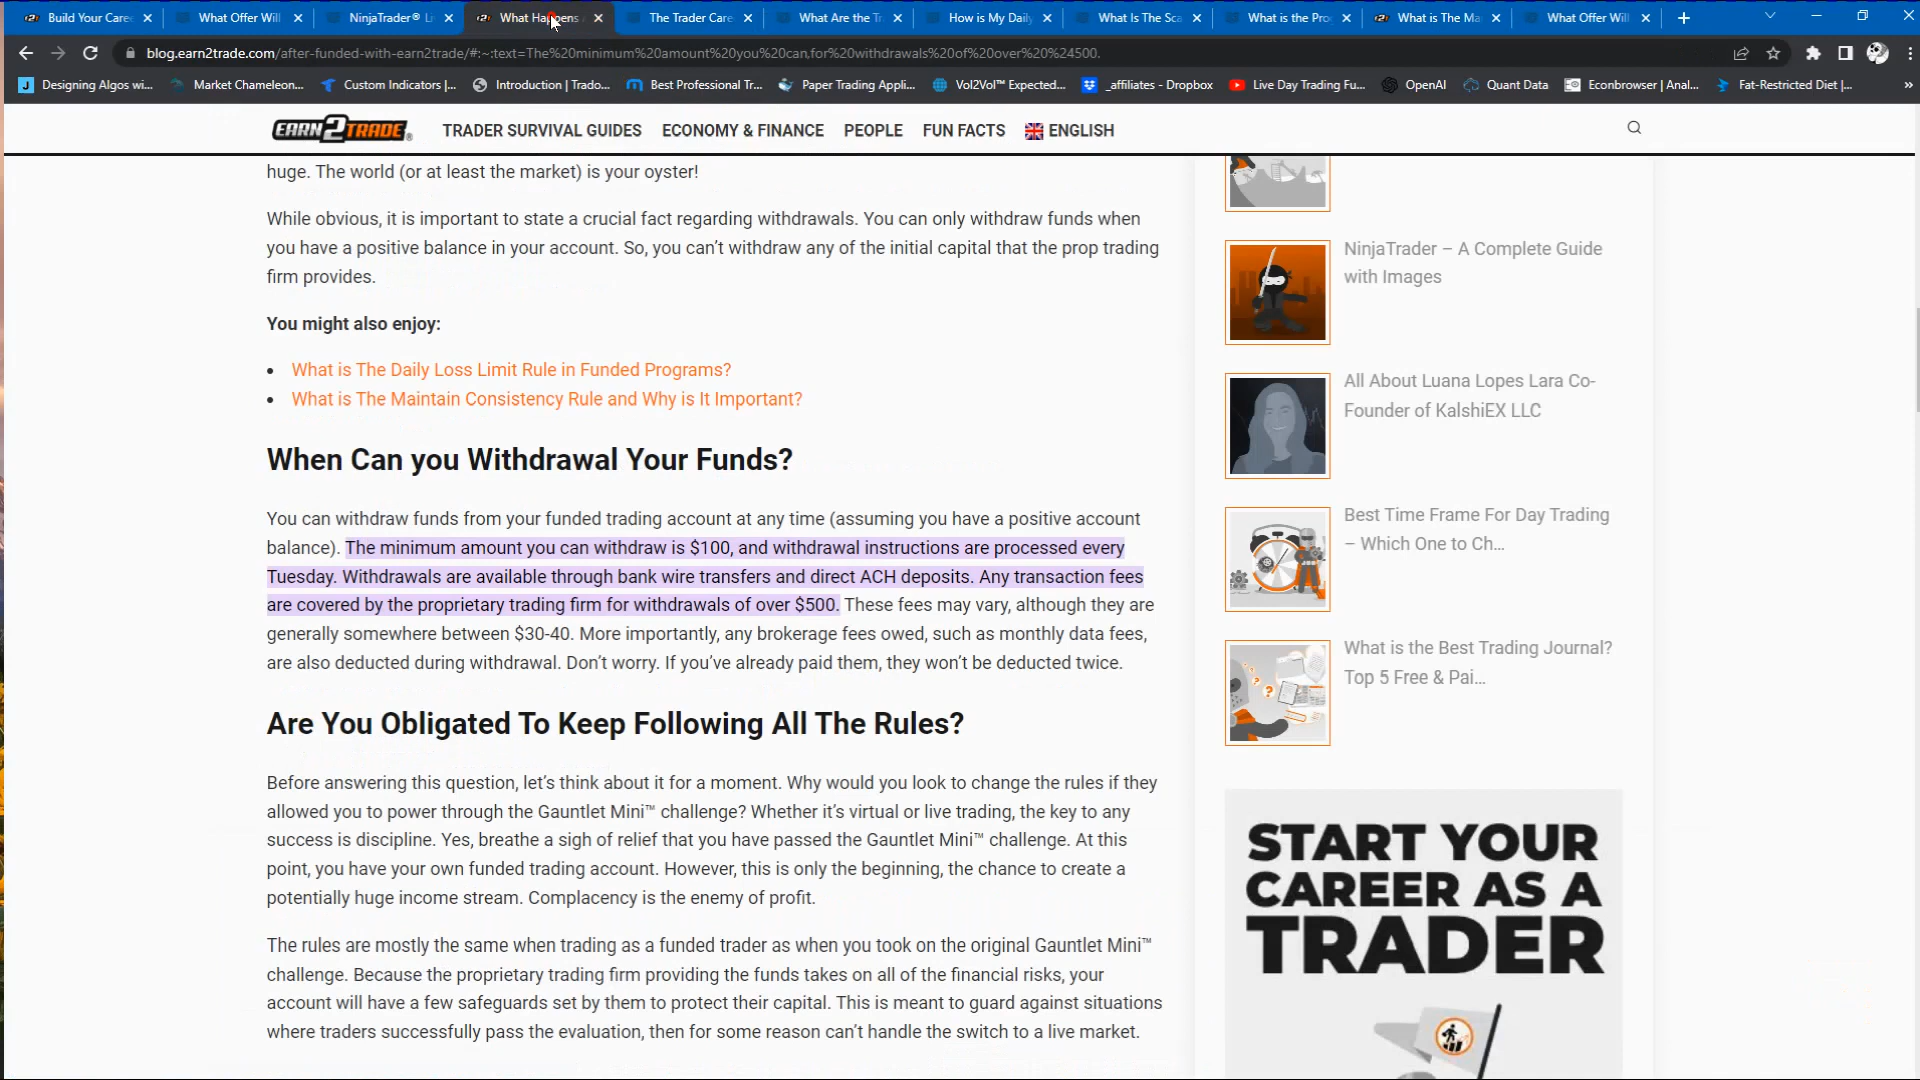 Build Your Caree
What Offer Will
NinjaTrader® Li
What Happens
The Trader Care
What Are the Tr
How is My Daily
What Is The Sca
What is the Pro
What is The Ma
What Offer Will
blog.earn2trade.com/after-funded-with-earn2trade/#:~:text=The%20minimum%20amount%20you%20can,for%20withdrawals%20of%20over%20%24500.
Designing Algos wi...
Market Chameleon...
Custom Indicators |...
Introduction | Trado...
Best Professional Tr...
Paper Trading Appli...
Vol2Vol™ Expected...
_affiliates - Dropbox
Live Day Trading Fu...
OpenAI
Quant Data
Econbrowser | Anal...
Fat-Restricted Diet |...
EARN2TRADE®
TRADER SURVIVAL GUIDES
ECONOMY & FINANCE
PEOPLE
FUN FACTS
ENGLISH
huge. The world (or at least the market) is your oyster!
While obvious, it is important to state a crucial fact regarding withdrawals. You can only withdraw funds when
you have a positive balance in your account. So, you can’t withdraw any of the initial capital that the prop trading
firm provides.
You might also enjoy:
• What is The Daily Loss Limit Rule in Funded Programs?
• What is The Maintain Consistency Rule and Why is It Important?
When Can you Withdrawal Your Funds?
You can withdraw funds from your funded trading account at any time (assuming you have a positive account
balance). The minimum amount you can withdraw is $100, and withdrawal instructions are processed every
Tuesday. Withdrawals are available through bank wire transfers and direct ACH deposits. Any transaction fees
are covered by the proprietary trading firm for withdrawals of over $500. These fees may vary, although they are
generally somewhere between $30-40. More importantly, any brokerage fees owed, such as monthly data fees,
are also deducted during withdrawal. Don’t worry. If you’ve already paid them, they won’t be deducted twice.
Are You Obligated To Keep Following All The Rules?
Before answering this question, let’s think about it for a moment. Why would you look to change the rules if they
allowed you to power through the Gauntlet Mini™ challenge? Whether it’s virtual or live trading, the key to any
success is discipline. Yes, breathe a sigh of relief that you have passed the Gauntlet Mini™ challenge. At this
point, you have your own funded trading account. However, this is only the beginning, the chance to create a
potentially huge income stream. Complacency is the enemy of profit.
The rules are mostly the same when trading as a funded trader as when you took on the original Gauntlet Mini™
challenge. Because the proprietary trading firm providing the funds takes on all of the financial risks, your
account will have a few safeguards set by them to protect their capital. This is meant to guard against situations
where traders successfully pass the evaluation, then for some reason can’t handle the switch to a live market.
NinjaTrader – A Complete Guide
with Images
All About Luana Lopes Lara Co-
Founder of KalshiEX LLC
Best Time Frame For Day Trading
– Which One to Ch...
What is the Best Trading Journal?
Top 5 Free & Pai...
START YOUR
CAREER AS A
TRADER